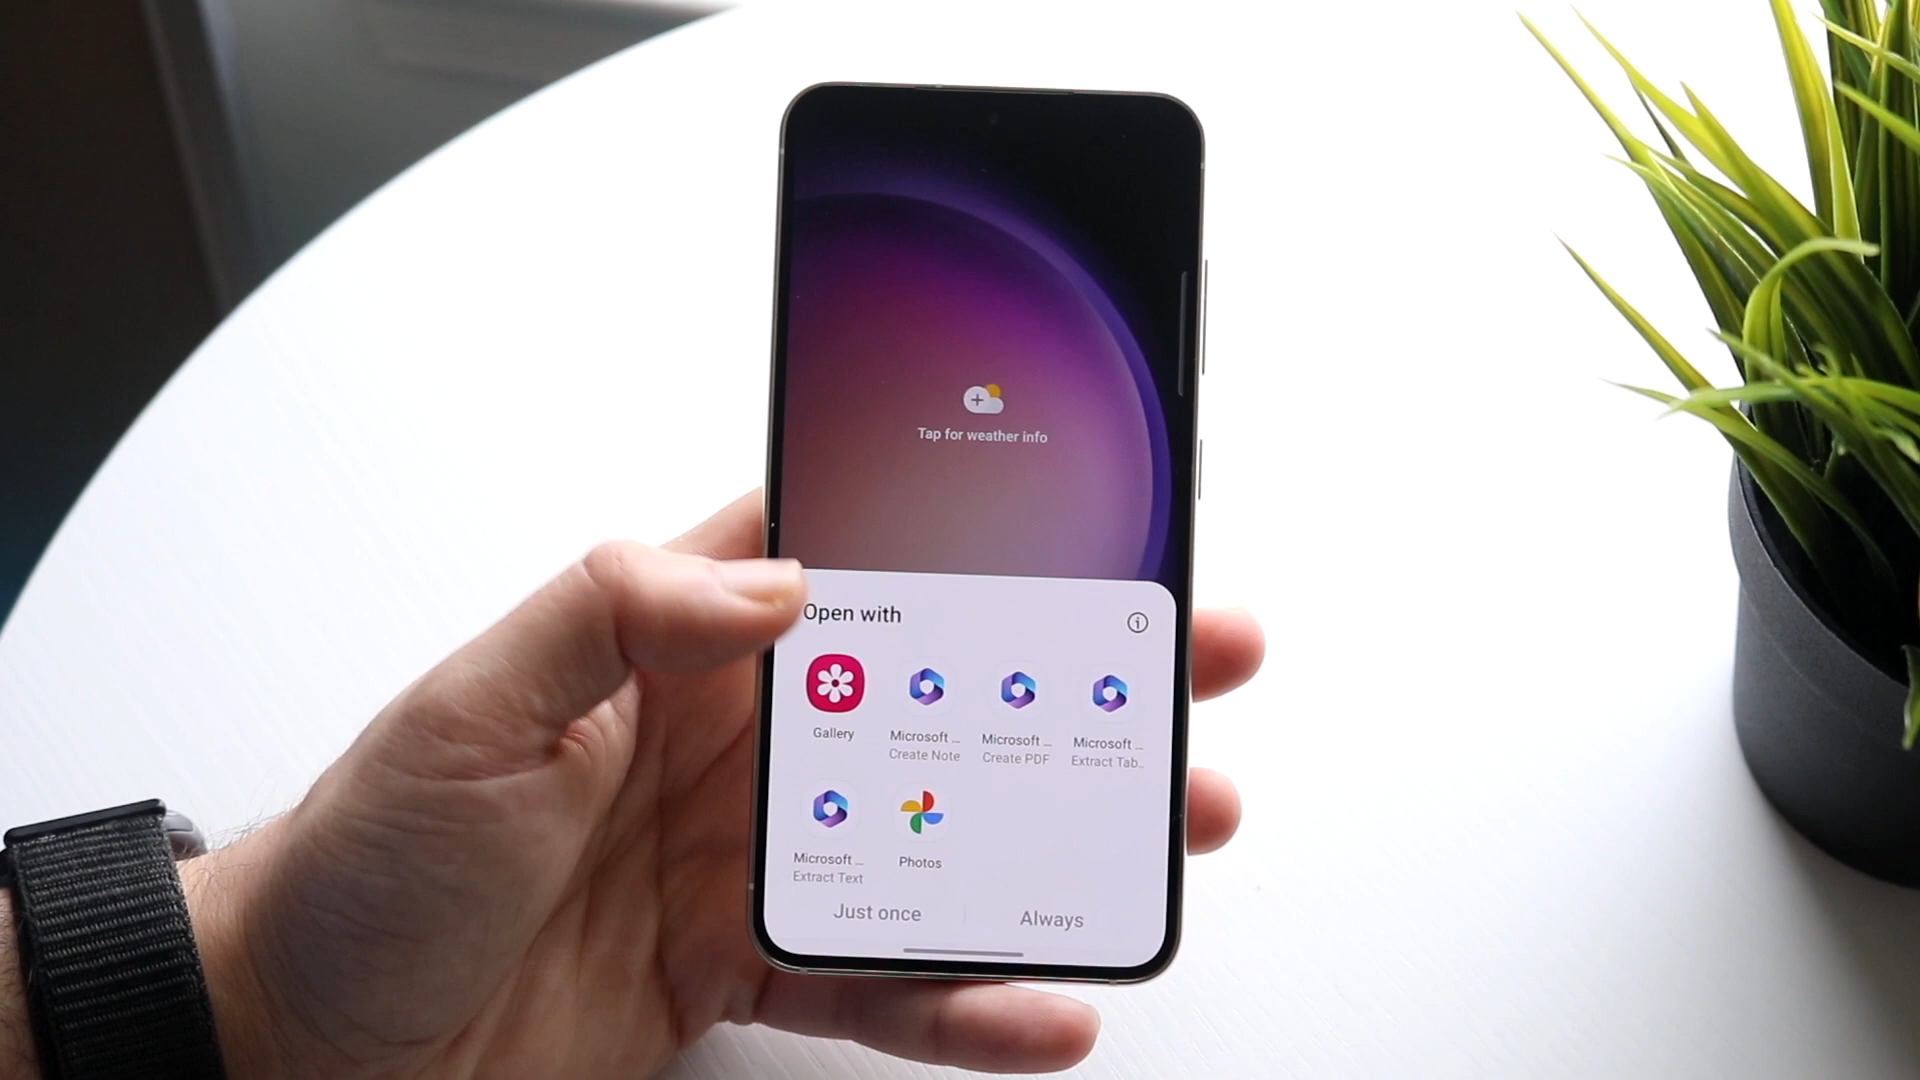 Tap for weather info
Open with
Gallery
Microsoft ...
Create Note
Microsoft ...
Create PDF
Microsoft ...
Extract Tab..
Microsoft ...
Extract Text
Photos
Just once
Always